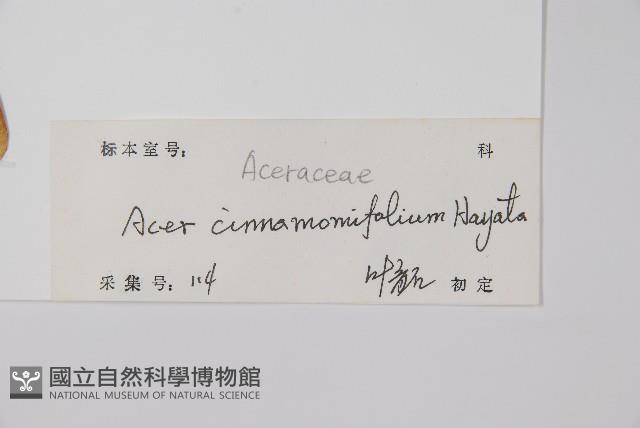 标本室号: Aceraceae 科
Acer cinnamomifolium Hayata
采集号: 114 叶 初定
國立自然科學博物館
NATIONAL MUSEUM OF NATURAL SCIENCE